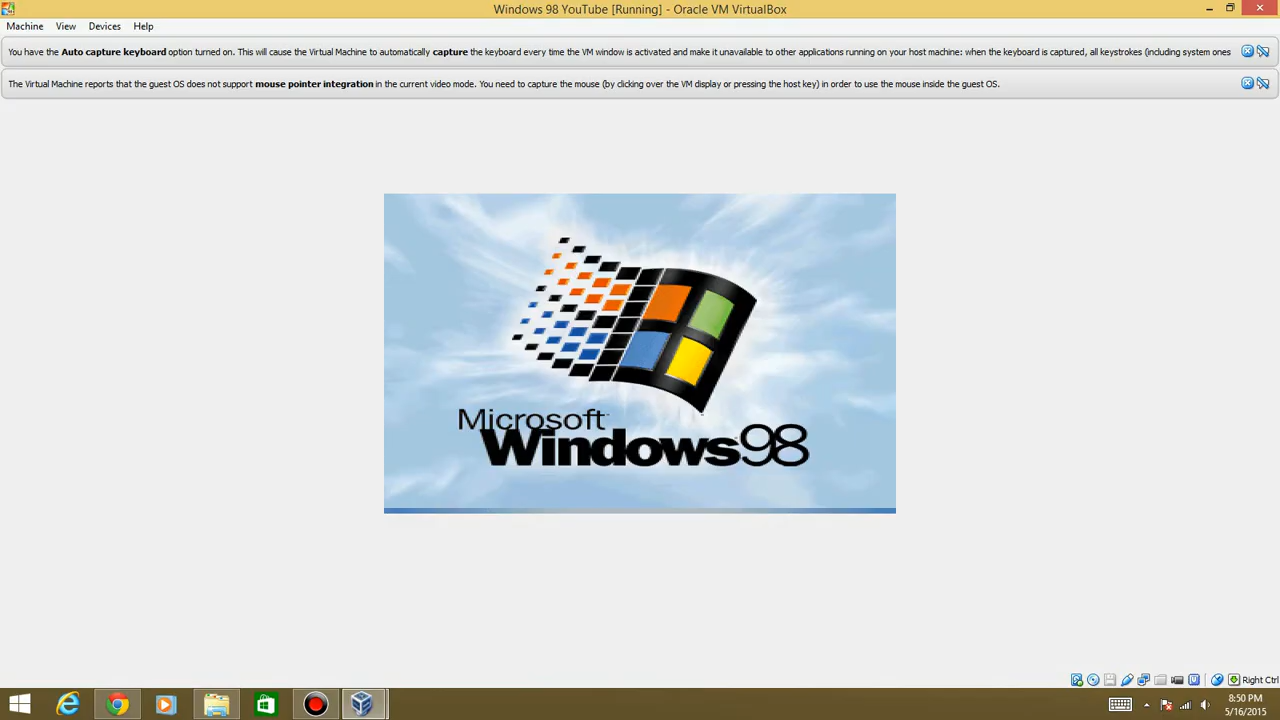 Windows 98 YouTube [Running] - Oracle VM VirtualBox
Machine View Devices Help
You have the Auto capture keyboard option turned on. This will cause the Virtual Machine to automatically capture the keyboard every time the VM window is activated and make it unavailable to other applications running on your host machine: when the keyboard is captured, all keystrokes (including system ones
The Virtual Machine reports that the guest OS does not support mouse pointer integration in the current video mode. You need to capture the mouse (by clicking over the VM display or pressing the host key) in order to use the mouse inside the guest OS.
Microsoft
Windows 98
Right Ctrl
8:50 PM
5/16/2015